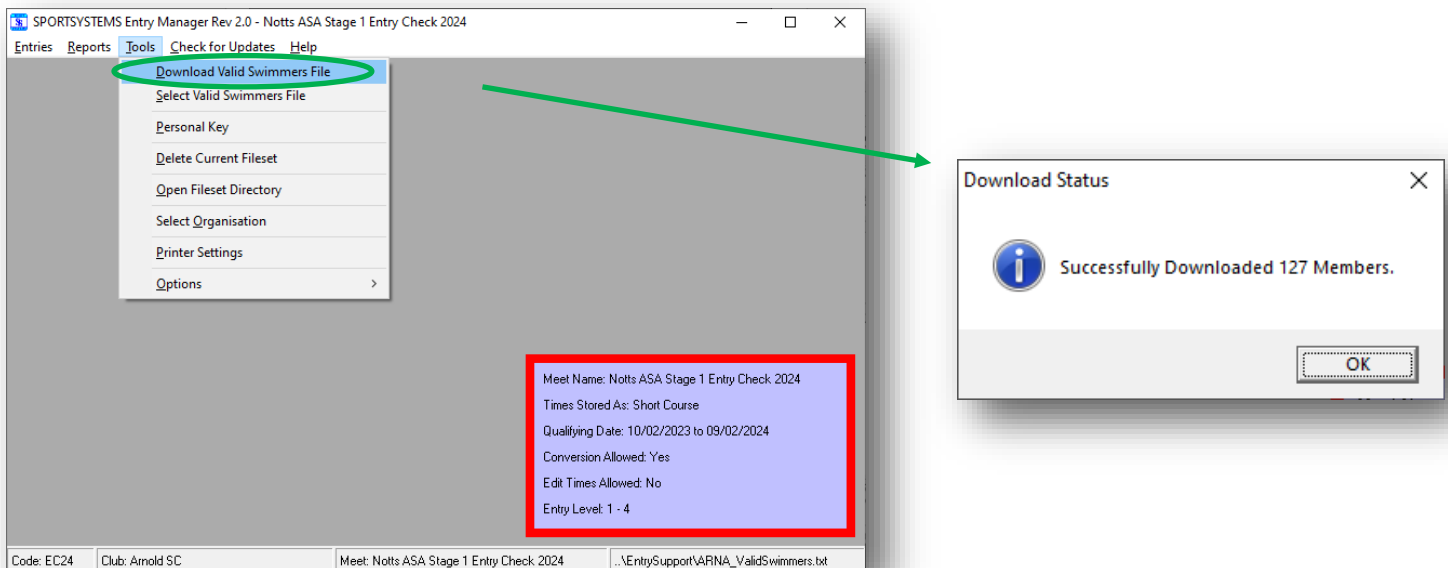 SPORTSYSTEMS Entry Manager Rev 2.0 - Notts ASA Stage 1 Entry Check 2024
Entries Reports Tools Check for Updates Help
Download Valid Swimmers File
Select Valid Swimmers File
Personal Key
Delete Current Fileset
Open Fileset Directory
Select Organisation
Printer Settings
Options
Meet Name: Notts ASA Stage 1 Entry Check 2024
Times Stored As: Short Course
Qualifying Date: 10/02/2023 to 09/02/2024
Conversion Allowed: Yes
Edit Times Allowed: No
Entry Level: 1 - 4
Code: EC24 Club: Arnold SC Meet: Notts ASA Stage 1 Entry Check 2024 ..\EntrySupport\ARNA_ValidSwimmers.txt
Download Status
Successfully Downloaded 127 Members.
OK